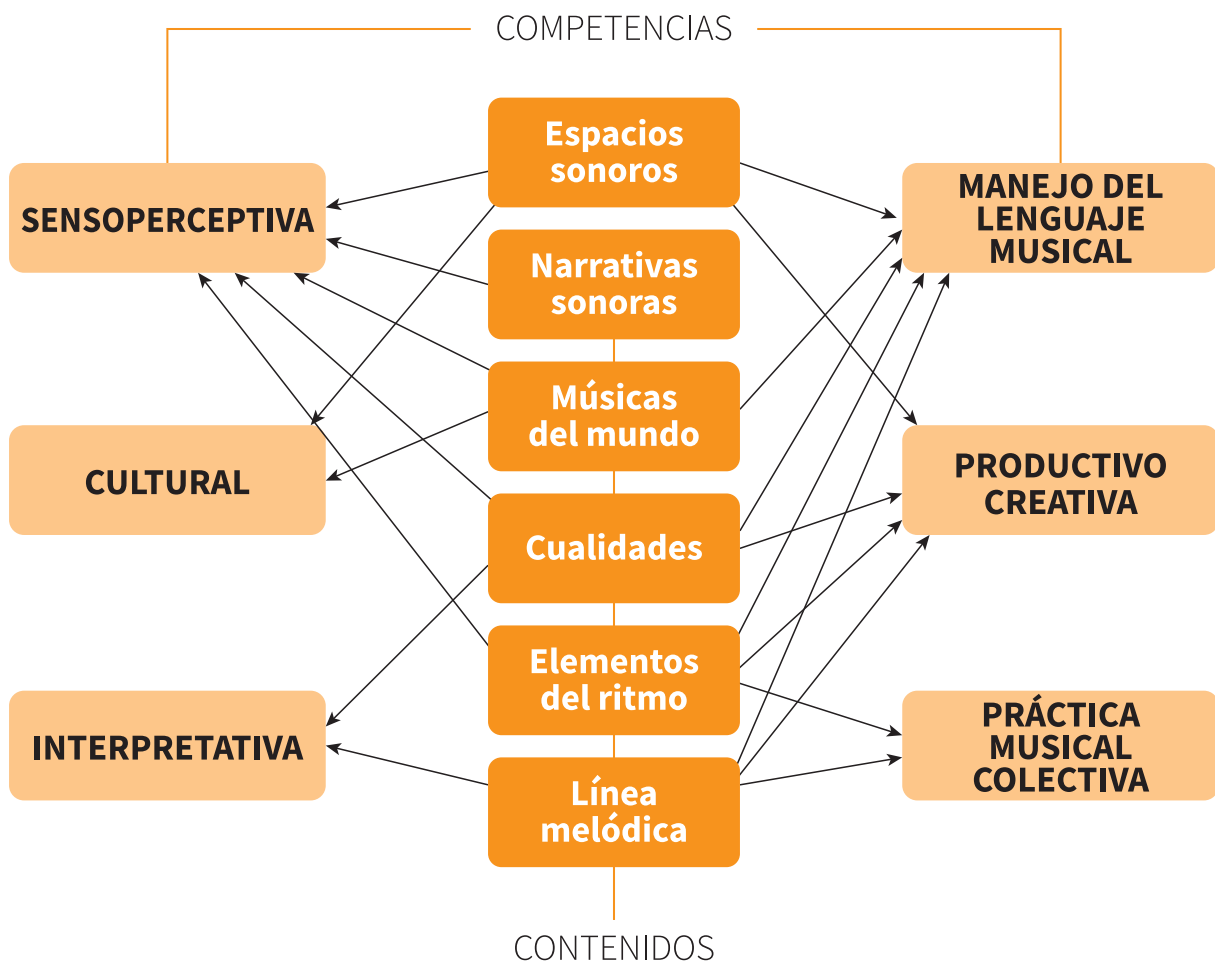 COMPETENCIAS
Espacios
sonoros
SENSOPERCEPTIVA
MANEJO DEL
LENGUAJE
MUSICAL
Narrativas
sonoras
Músicas
del mundo
CULTURAL
PRODUCTIVO
CREATIVA
Cualidades
Elementos
del ritmo
INTERPRETATIVA
PRÁCTICA
MUSICAL
COLECTIVA
Línea
melódica
CONTENIDOS